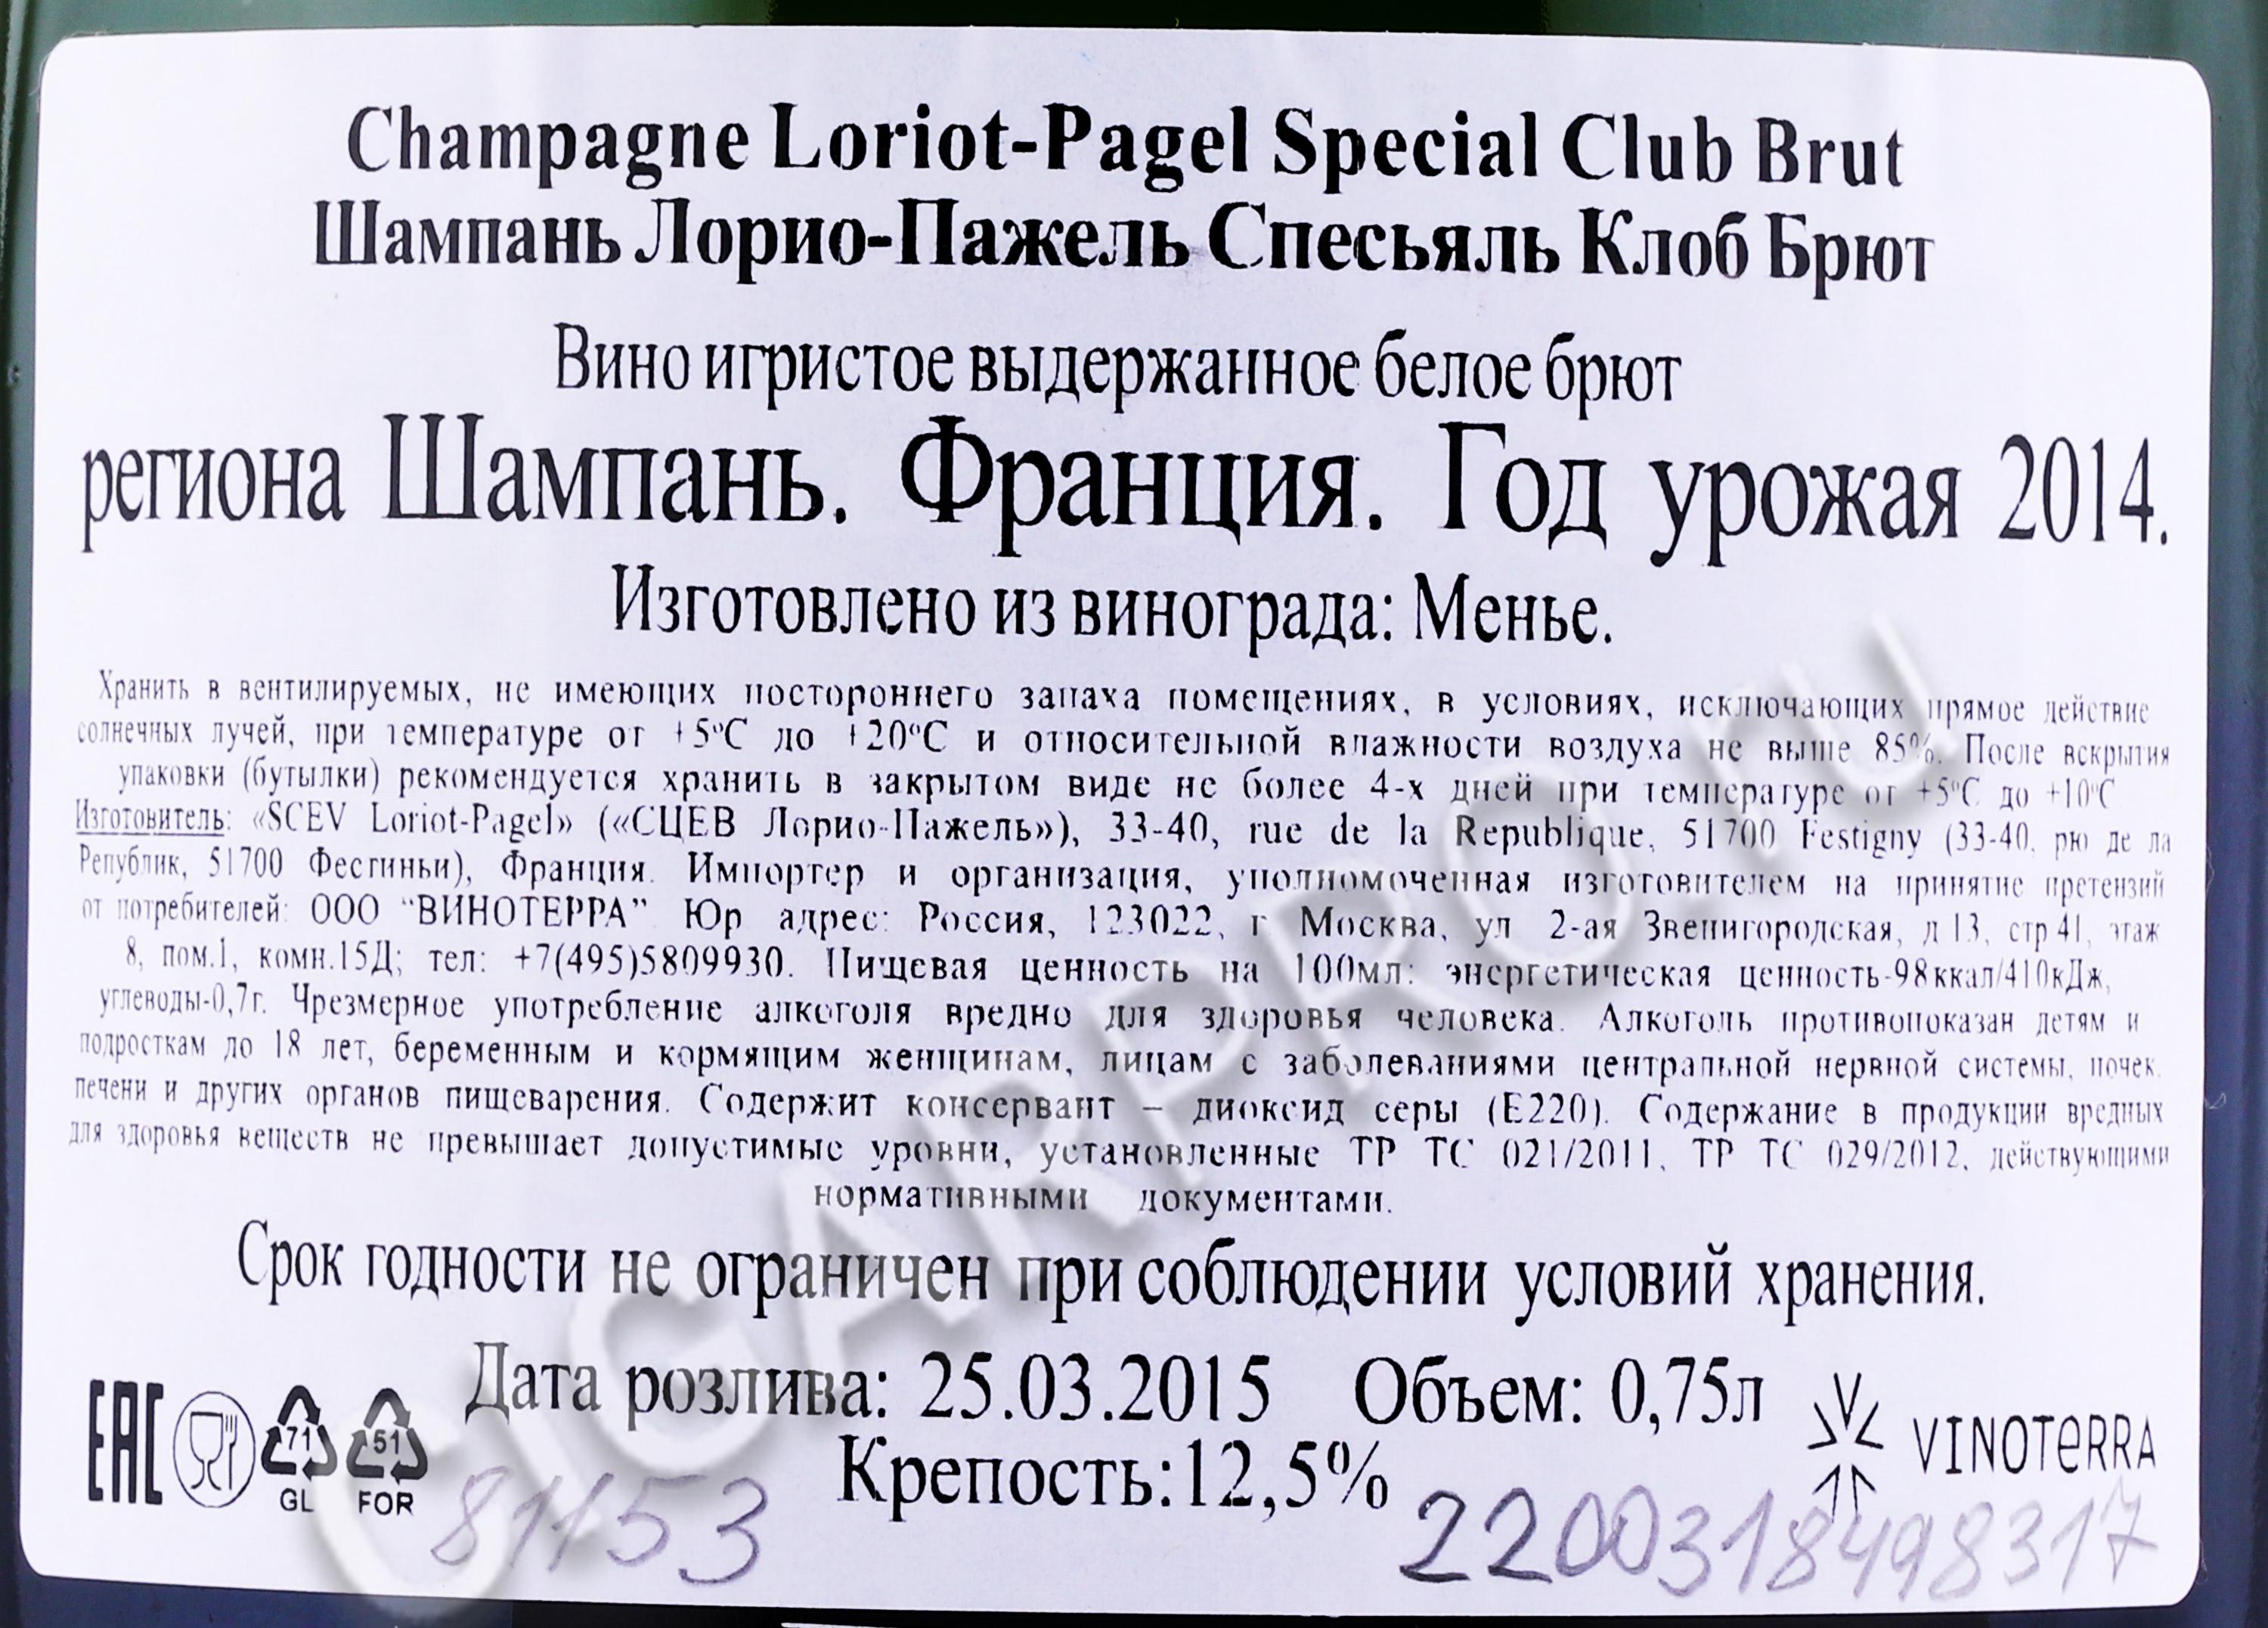 Champagne Loriot-Pagel Special Club Brut
Шампань Лорио-Пажель Спесьяль Клоб Брют
Вино игристое выдержанное белое брют
региона Шампань. Франция. Год урожая 2014.
Изготовлено из винограда: Менье.
Хранить в вентилируемых, не имеющих постороннего запаха помещениях, в условиях, исключающих прямое действие
солнечных лучей, при температуре от +5°С до +20°С и относительной влажности воздуха не выше 85%. После вскрытия
упаковки (бутылки) рекомендуется хранить в закрытом виде не более 4-х дней при температуре от +5°С до +10°С
Изготовитель: «SCEV Loriot-Pagel» («СЦЕВ Лорио-Пажель»), 33-40, rue de la Republique, 51700 Festigny (33-40, рю де ла
Републик, 51700 Фестиньи), Франция. Импортер и организация, уполномоченная изготовителем на принятие претензий
от потребителей: ООО "ВИНОТЕРРА" Юр адрес: Россия, 123022, г Москва, ул 2-ая Звенигородская, д 13, стр 41, этаж
8, пом.1, комн.15Д; тел: +7(495)5809930. Пищевая ценность на 100мл: энергетическая ценность-98ккал/410кДж,
углеводы-0,7г. Чрезмерное употребление алкоголя вредно для здоровья человека. Алкоголь противопоказан детям и
подросткам до 18 лет, беременным и кормящим женщинам, лицам с заболеваниями центральной нервной системы, почек,
печени и других органов пищеварения. Содержит консервант – диоксид серы (Е220). Содержание в продукции вредных
для здоровья веществ не превышает допустимые уровни, установленные ТР ТС 021/2011, ТР ТС 029/2012, действующими
нормативными документами.
Срок годности не ограничен при соблюдении условий хранения.
Дата розлива: 25.03.2015 Объем: 0,75л
Крепость:12,5%
EAC
71
GL
51
FOR
VINOTERRA
81153
2200318498317
CIGARPRO.ru